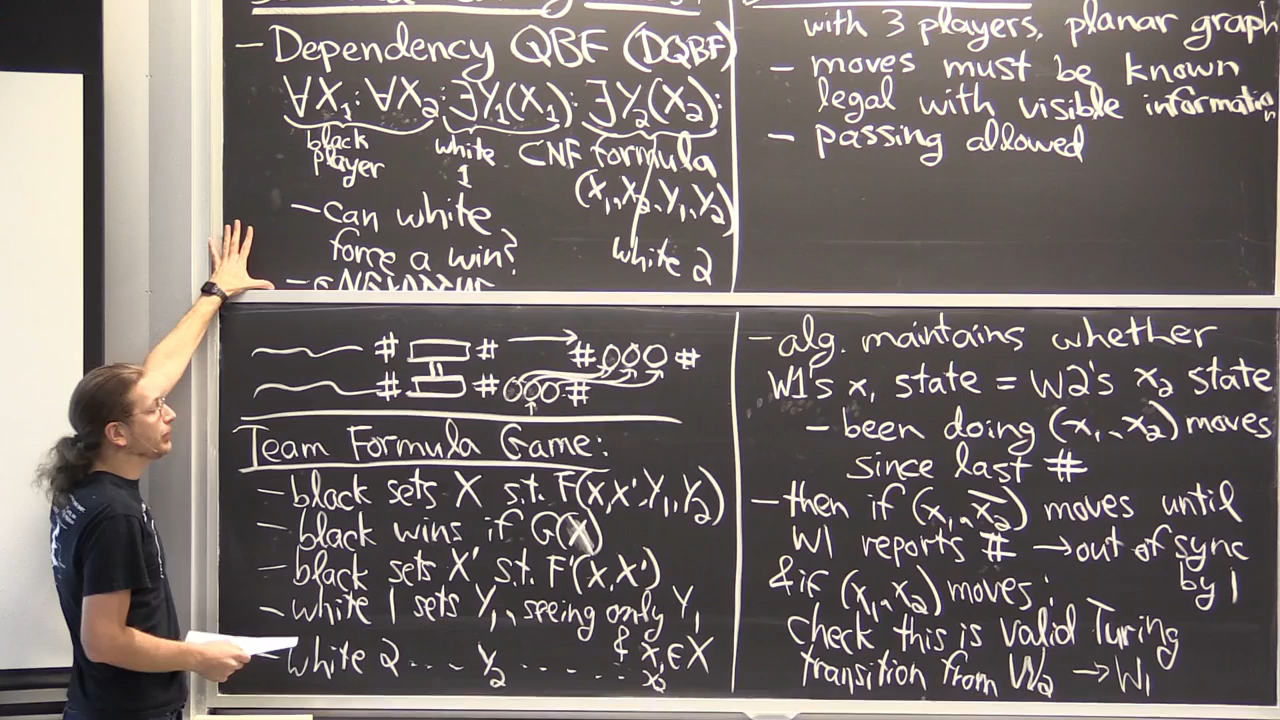 - Dependency QBF (DQBF)
∀X₁: ∀X₂: ∃Y₁(X₁): ∃Y₂(X₂):
black player
white 1
CNF formula
(X₁,X₂,Y₁,Y₂)
white 2
- can white
force a win?
with 3 players, planar graph
- moves must be known
legal with visible information
- passing allowed
# # # OOO #
# # OOO #
Team Formula Game:
- black sets X s.t. F(X,X',Y₁,Y₂)
- black wins if G(X)
- black sets X' s.t. F'(X,X')
- white 1 sets Y₁, seeing only Y₁
& x₁∈X
- white 2 .... Y₂ .... .. x₂
- alg. maintains whether
W1's x₁ state = W2's x₂ state
- been doing (x₁,x₂) moves
since last #
- then if (x₁,x̅₂) moves until
W1 reports # → out of sync
by 1
& if (x₁,x₂) moves:
check this is valid Turing
transition from W₂ → W₁